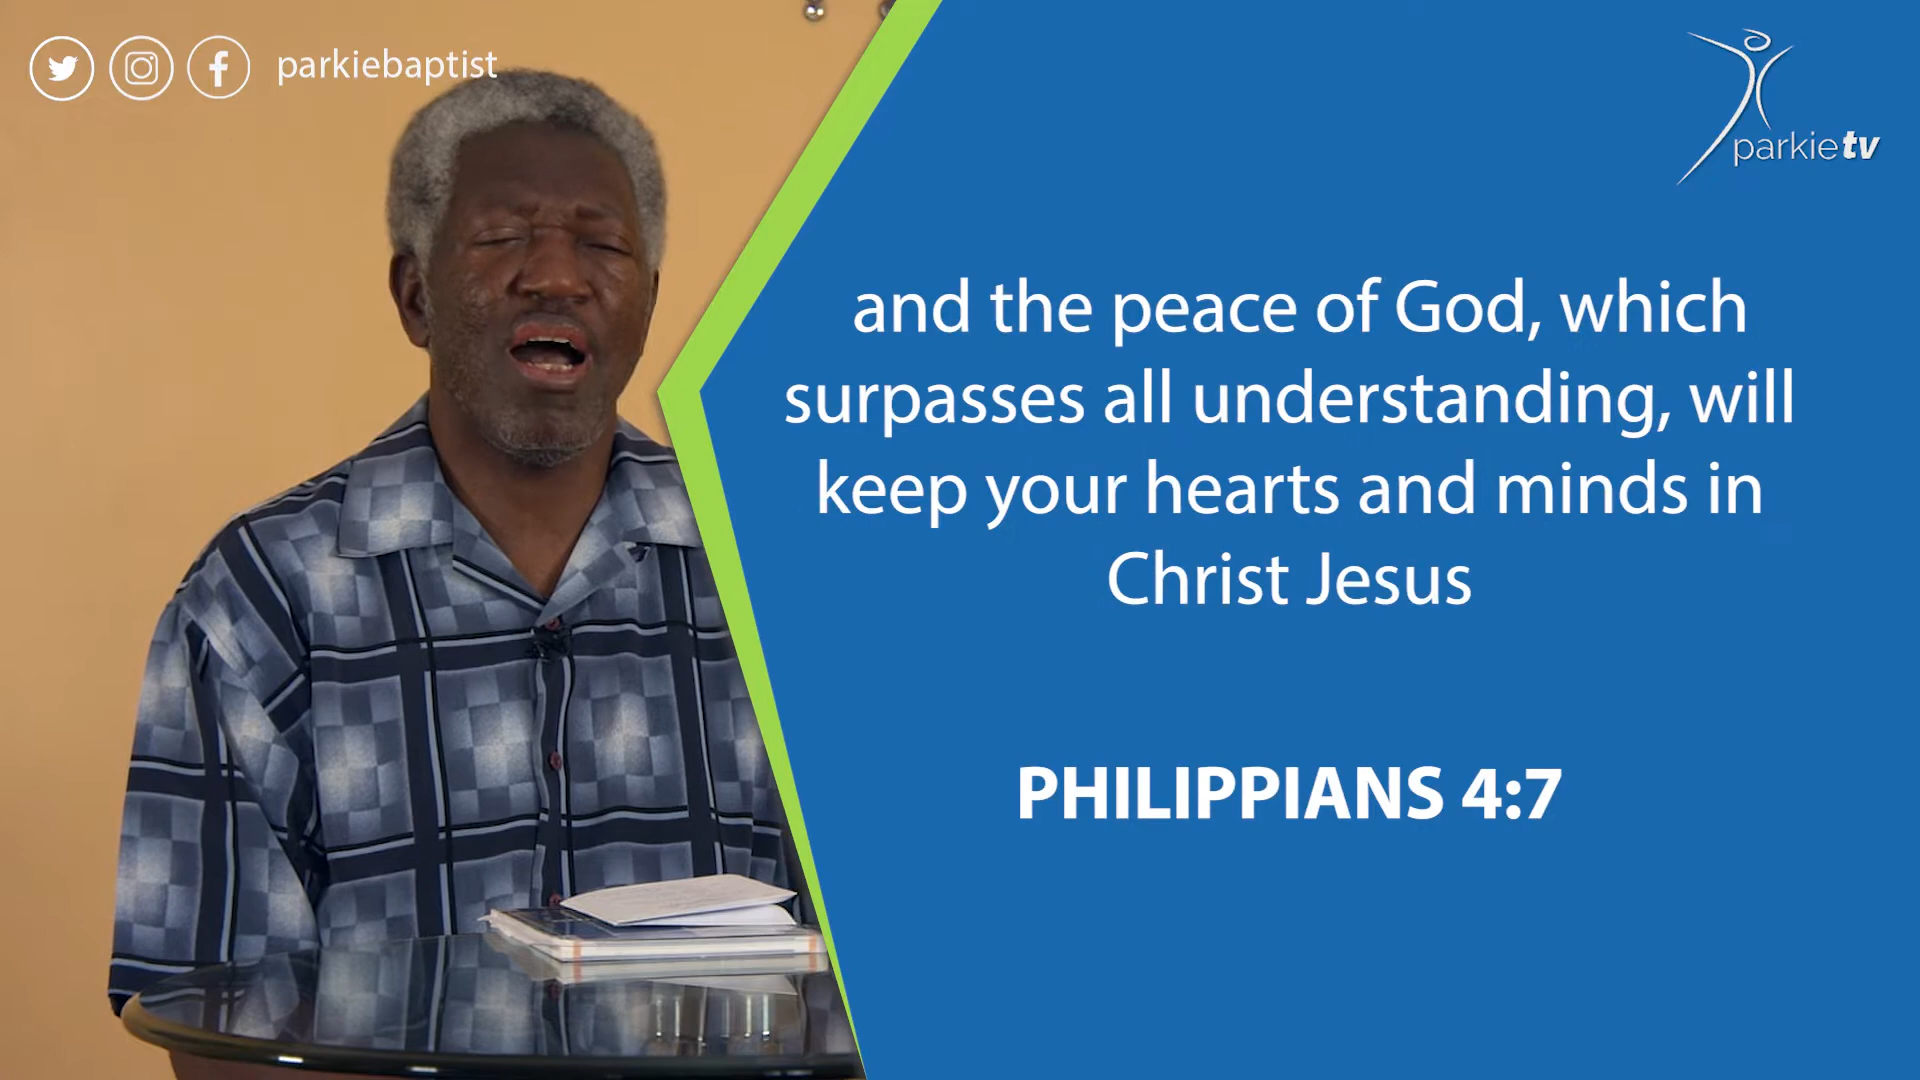 parkiebaptist
parkietv
and the peace of God, which
surpasses all understanding, will
keep your hearts and minds in
Christ Jesus
PHILIPPIANS 4:7